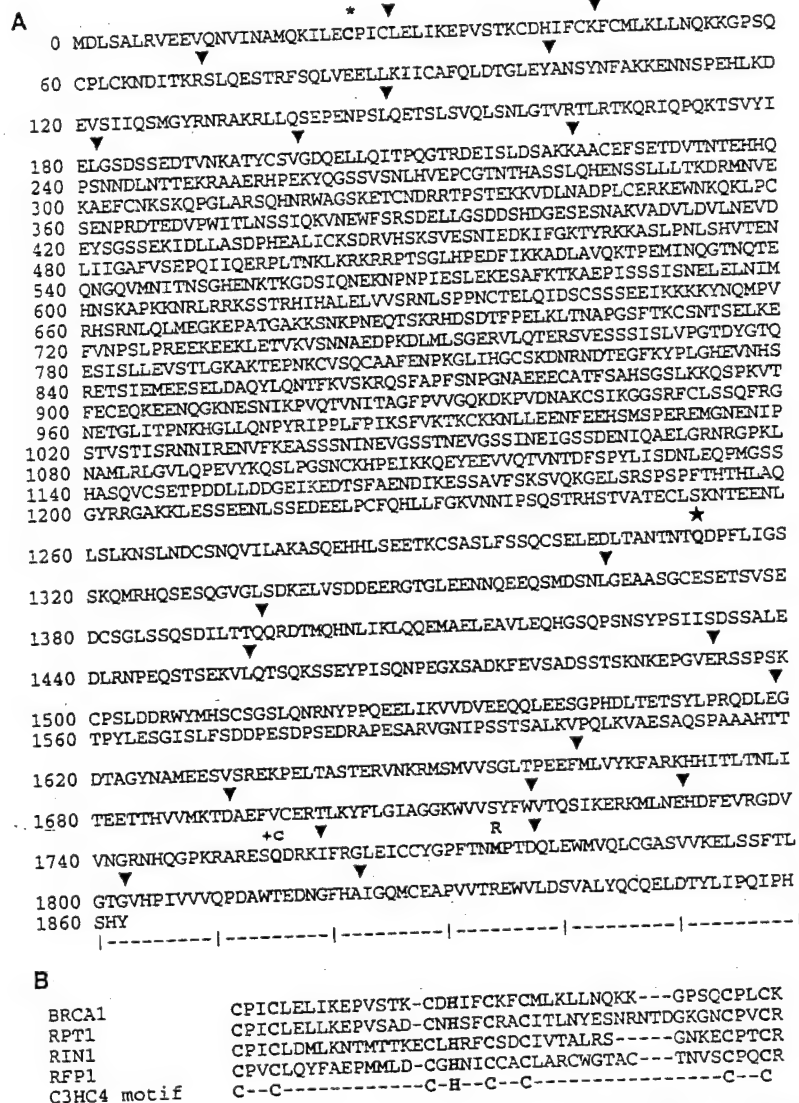 A
*
0 MDLSALRVEEVQNVINAMQKILECPICLELIKEPVSTKCDHIFCKFCMLKLLNQKKGPSQ
60 CPLCKNDITKRSLQESTRFSQLVEELLKIICAFQLDTGLEYANSYNFAKKENNSPEHLKD
120 EVSIIQSMGYRNRAKRLLQSEPENPSLQETSLSVQLSNLGTVRTLRTKQRIQPQKTSVYI
180 ELGSDSSEDTVNKATYCSVGDQELLQITPQGTRDEISLDSAKKAACEFSETDVTNTEHHQ
240 PSNNDLNTTEKRAAERHPEKYQGSSVSNLHVEPCGTNTHASSLQHENSSLLLTKDRMNVE
300 KAEFCNKSKQPGLARSQHNRWAGSKETCNDRRTPSTEKKVDLNADPLCERKEWNKQKLPC
360 SENPRDTEDVPWITLNSSIQKVNEWFSRSDELLGSDDSHDGESESNAKVADVLDVLNEVD
420 EYSGSSEKIDLLASDPHEALICKSDRVHSKSVESNIEDKIFGKTYRKKASLPNLSHVTEN
480 LIIGAFVSEPQIIQERPLTNKLKRKRRPTSGLHPEDFIKKADLAVQKTPEMINQGTNQTE
540 QNGQVMNITNSGHENKTKGDSIQNEKNPNPIESLEKESAFKTKAEPISSSISNELELNIM
600 HNSKAPKKNRLRRKSSTRHIHALELVVSRNLSPPNCTELQIDSCSSSEEIKKKKYNQMPV
660 RHSRNLQLMEGKEPATGAKKSNKPNEQTSKRHDSDTFPELKLTNAPGSFTKCSNTSELKE
720 FVNPSLPREEKEEKLETVKVSNNAEDPKDLMLSGERVLQTERSVESSSISLVPGTDYGTQ
780 ESISLLEVSTLGKAKTEPNKCVSQCAAFENPKGLIHGCSKDNRNDTEGFKYPLGHEVNHS
840 RETSIEMEESELDAQYLQNTFKVSKRQSFAPFSNPGNAEEECATFSAHSGSLKKQSPKVT
900 FECEQKEENQGKNESNIKPVQTVNITAGFPVVGQKDKPVDNAKCSIKGGSRFCLSSQFRG
960 NETGLITPNKHGLLQNPYRIPPLFPIKSFVKTKCKKNLLEENFEEHSMSPEREMGNENIP
1020 STVSTISRNNIRENVFKEASSSNINEVGSSTNEVGSSINEIGSSDENIQAELGRNRGPKL
1080 NAMLRLGVLQPEVYKQSLPGSNCKHPEIKKQEYEEVVQTVNTDFSPYLISDNLEQPMGSS
1140 HASQVCSETPDDLLDDGEIKEDTSFAENDIKESSAVFSKSVQKGELSRSPSPFTHTHLAQ
1200 GYRRGAKKLESSEENLSSEDEELPCFQHLLFGKVNNIPSQSTRHSTVATECLSKNTEENL
★
1260 LSLKNSLNDCSNQVILAKASQEHHLSEETKCSASLFSSQCSELEDLTANTNTQDPFLIGS
1320 SKQMRHQSESQGVGLSDKELVSDDEERGTGLEENNQEEQSMDSNLGEAASGCESETSVSE
1380 DCSGLSSQSDILTTQQRDTMQHNLIKLQQEMAELEAVLEQHGSQPSNSYPSIISDSSALE
1440 DLRNPEQSTSEKVLQTSQKSSEYPISQNPEGXSADKFEVSADSSTSKNKEPGVERSSPSK
1500 CPSLDDRWYMHSCSGSLQNRNYPPQEELIKVVDVEEQQLEESGPHDLTETSYLPRQDLEG
1560 TPYLESGISLFSDDPESDPSEDRAPESARVGNIPSSTSALKVPQLKVAESAQSPAAAHTT
1620 DTAGYNAMEESVSREKPELTASTERVNKRMSMVVSGLTPEEFMLVYKFARKHHITLTNLI
1680 TEETTHVVMKTDAEFVCERTLKYFLGIAGGKWVVSYFWVTQSIKERKMLNEHDFEVRGDV
+C R
1740 VNGRNHQGPKRARESQDRKIFRGLEICCYGPFTNMPTDQLEWMVQLCGASVVKELSSFTL
1800 GTGVHPIVVVQPDAWTEDNGFHAIGQMCEAPVVTREWVLDSVALYQCQELDTYLIPQIPH
1860 SHY
|---------|---------|---------|---------|---------|---------
B
BRCA1 CPICLELIKEPVSTK-CDHIFCKFCMLKLLNQKK---GPSQCPLCK
RPT1 CPICLELLKEPVSAD-CNHSFCRACITLNYESNRNTDGKGNCPVCR
RIN1 CPICLDMLKNTMTTKECLHRFCSDCIVTALRS-----GNKECPTCR
RFP1 CPVCLQYFAEPMMLD-CGHNICCACLARCWGTAC---TNVSCPQCR
C3HC4 motif C--C------------C-H--C--C----------------C--C